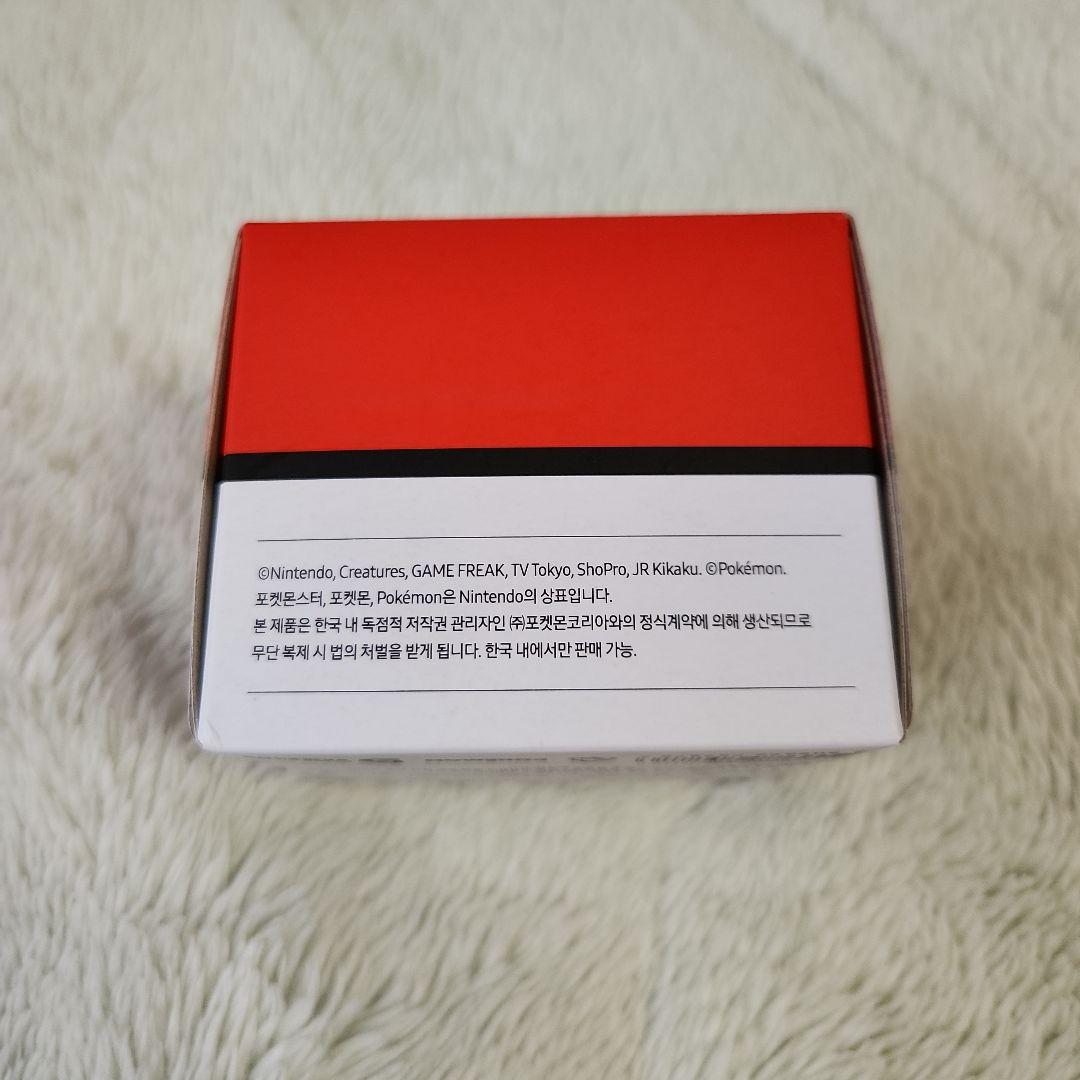 ©Nintendo, Creatures, GAME FREAK, TV Tokyo, ShoPro, JR Kikaku. ©Pokémon.
포켓몬스터, 포켓몬, Pokémon은 Nintendo의 상표입니다.
본 제품은 한국 내 독점적 저작권 관리자인 ㈜포켓몬코리아와의 정식계약에 의해 생산되므로
무단 복제 시 법의 처벌을 받게 됩니다. 한국 내에서만 판매 가능.